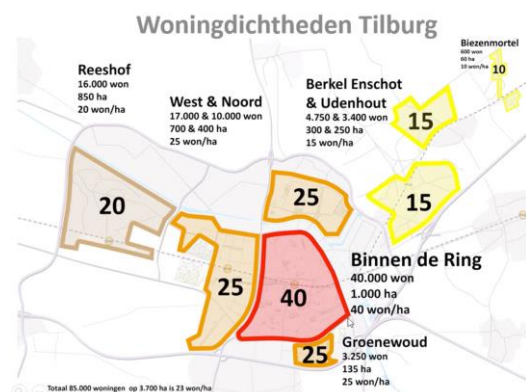 Woningdichtheden Tilburg
Biezenmortel
600 won
60 ha
10 won/ha
10
Reeshof
16.000 won
850 ha
20 won/ha
West & Noord
17.000 & 10.000 won
700 & 400 ha
25 won/ha
Berkel Enschot
& Udenhout
4.750 & 3.400 won
300 & 250 ha
15 won/ha
15
15
20
25
25
40
Binnen de Ring
40.000 won
1.000 ha
40 won/ha
25
Groenewoud
3.250 won
135 ha
25 won/ha
Totaal 85.000 woningen op 3.700 ha is 23 won/ha